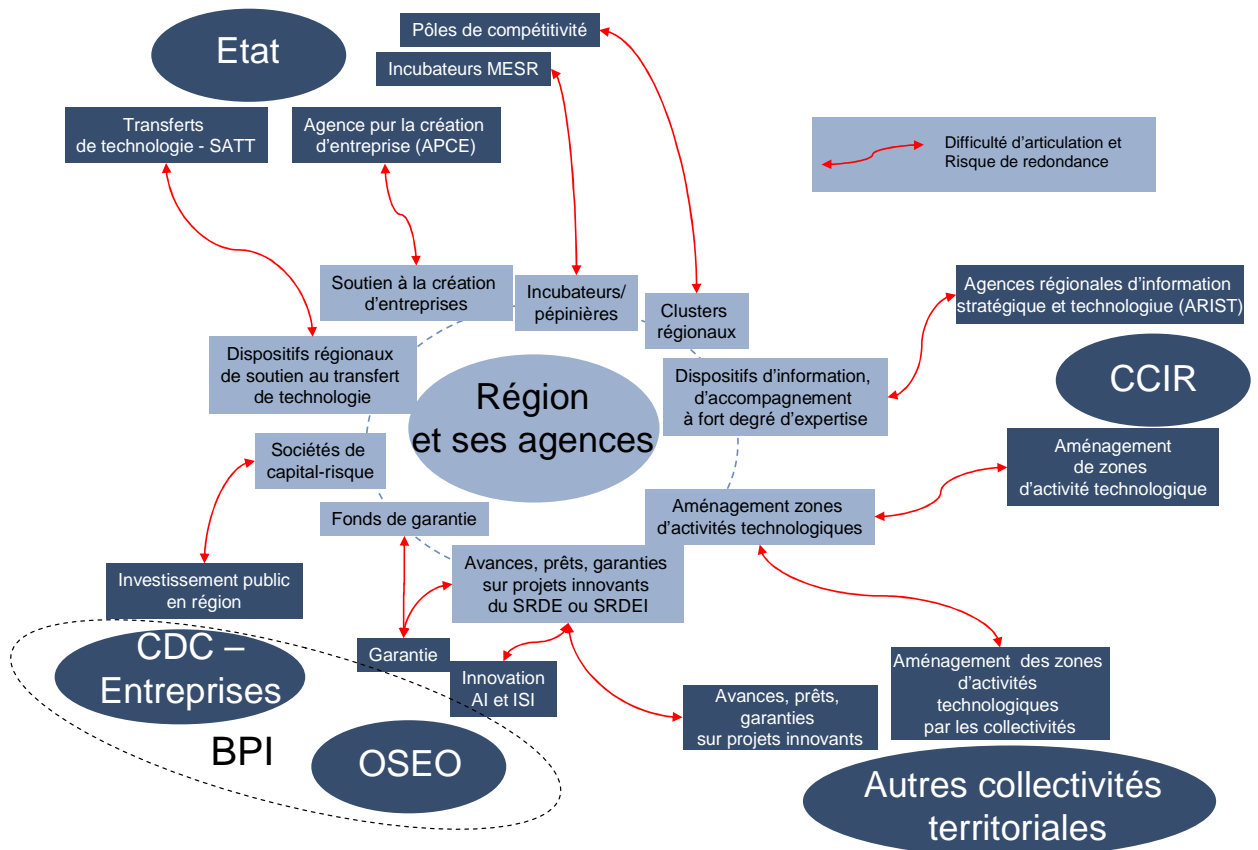 Etat
Pôles de compétitivité
Incubateurs MESR
Transferts
de technologie - SATT
Agence pur la création
d'entreprise (APCE)
Difficulté d'articulation et
Risque de redondance
Soutien à la création
d'entreprises
Incubateurs/
pépinières
Clusters
régionaux
Agences régionales d'information
stratégique et technologiue (ARIST)
Dispositifs régionaux
de soutien au transfert
de technologie
Région
et ses agences
Dispositifs d'information,
d'accompagnement
à fort degré d'expertise
CCIR
Sociétés de
capital-risque
Aménagement
de zones
d'activité technologique
Fonds de garantie
Aménagement zones
d'activités technologiques
Avances, prêts, garanties
sur projets innovants
du SRDE ou SRDEI
Investissement public
en région
CDC –
Entreprises
Garantie
Innovation
AI et ISI
BPI
OSEO
Avances, prêts,
garanties
sur projets innovants
Aménagement des zones
d'activités
technologiques
par les collectivités
Autres collectivités
territoriales